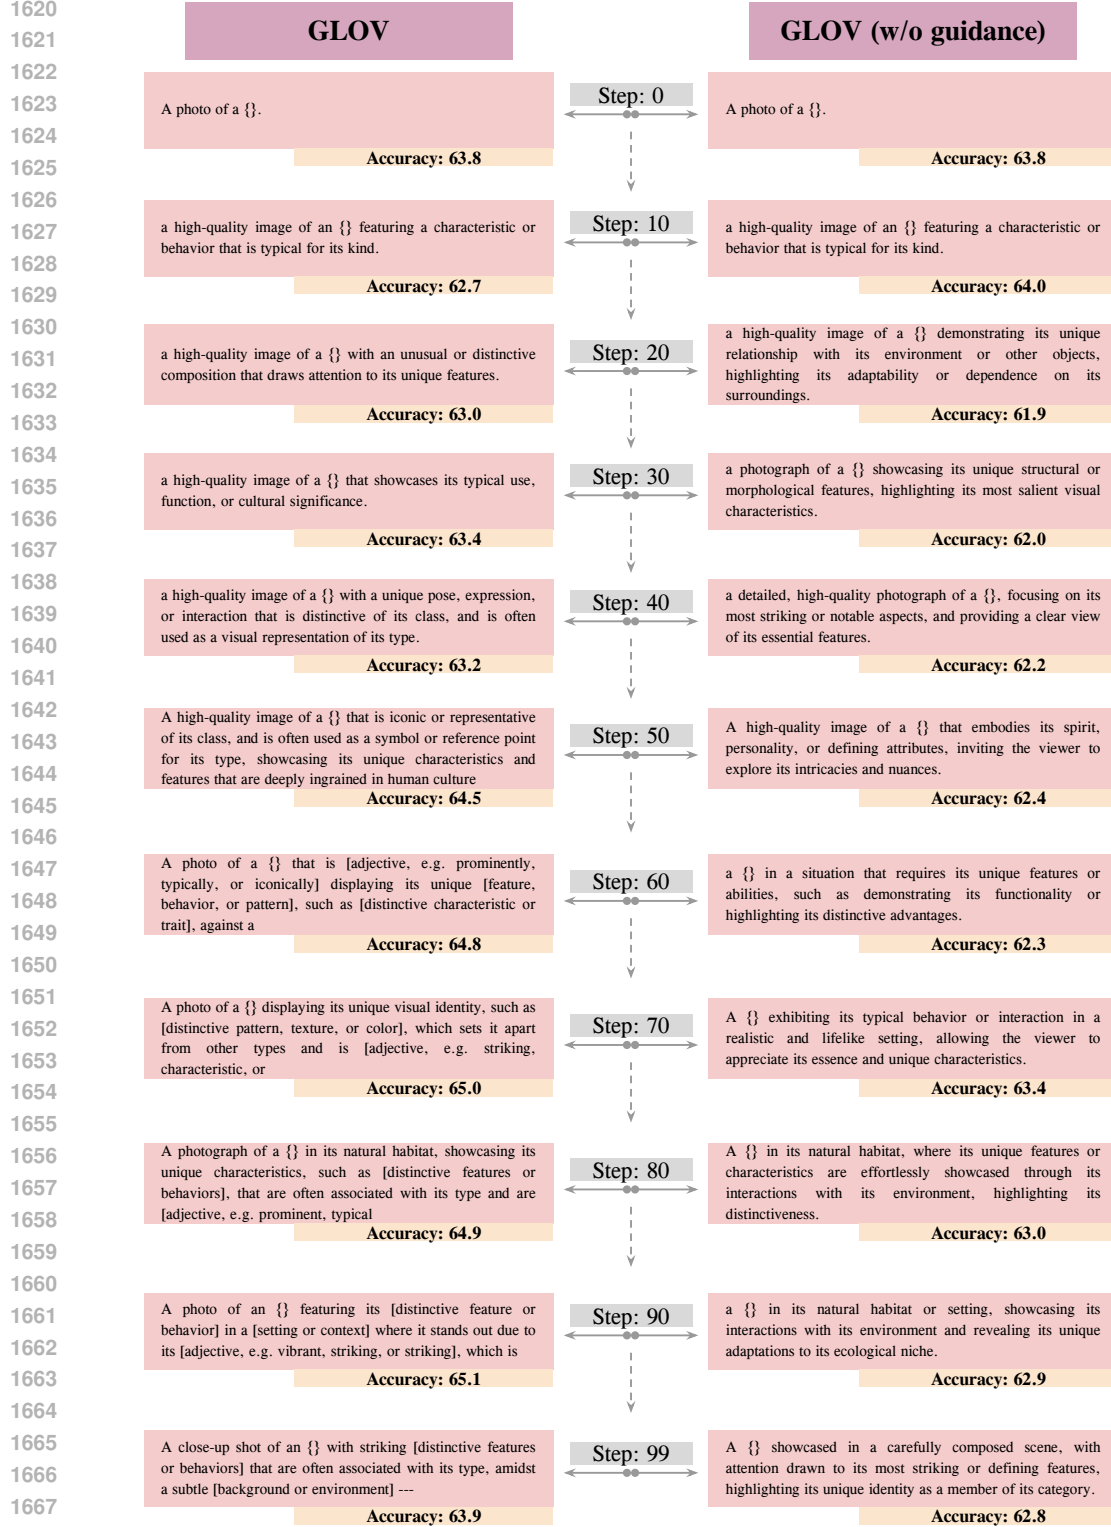 1620
1621
1622
1623
1624
1625
1626
1627
1628
1629
1630
1631
1632
1633
1634
1635
1636
1637
1638
1639
1640
1641
1642
1643
1644
1645
1646
1647
1648
1649
1650
1651
1652
1653
1654
1655
1656
1657
1658
1659
1660
1661
1662
1663
1664
1665
1666
1667
GLOV
GLOV (w/o guidance)
A photo of a {}.
Accuracy: 63.8
Step: 0
A photo of a {}.
Accuracy: 63.8
a high-quality image of an {} featuring a characteristic or
behavior that is typical for its kind.
Accuracy: 62.7
Step: 10
a high-quality image of an {} featuring a characteristic or
behavior that is typical for its kind.
Accuracy: 64.0
a high-quality image of a {} with an unusual or distinctive
composition that draws attention to its unique features.
Accuracy: 63.0
Step: 20
a high-quality image of a {} demonstrating its unique
relationship with its environment or other objects,
highlighting its adaptability or dependence on its
surroundings.
Accuracy: 61.9
a high-quality image of a {} that showcases its typical use,
function, or cultural significance.
Accuracy: 63.4
Step: 30
a photograph of a {} showcasing its unique structural or
morphological features, highlighting its most salient visual
characteristics.
Accuracy: 62.0
a high-quality image of a {} with a unique pose, expression,
or interaction that is distinctive of its class, and is often
used as a visual representation of its type.
Accuracy: 63.2
Step: 40
a detailed, high-quality photograph of a {}, focusing on its
most striking or notable aspects, and providing a clear view
of its essential features.
Accuracy: 62.2
A high-quality image of a {} that is iconic or representative
of its class, and is often used as a symbol or reference point
for its type, showcasing its unique characteristics and
features that are deeply ingrained in human culture
Accuracy: 64.5
Step: 50
A high-quality image of a {} that embodies its spirit,
personality, or defining attributes, inviting the viewer to
explore its intricacies and nuances.
Accuracy: 62.4
A photo of a {} that is [adjective, e.g. prominently,
typically, or iconically] displaying its unique [feature,
behavior, or pattern], such as [distinctive characteristic or
trait], against a
Accuracy: 64.8
Step: 60
a {} in a situation that requires its unique features or
abilities, such as demonstrating its functionality or
highlighting its distinctive advantages.
Accuracy: 62.3
A photo of a {} displaying its unique visual identity, such as
[distinctive pattern, texture, or color], which sets it apart
from other types and is [adjective, e.g. striking,
characteristic, or
Accuracy: 65.0
Step: 70
A {} exhibiting its typical behavior or interaction in a
realistic and lifelike setting, allowing the viewer to
appreciate its essence and unique characteristics.
Accuracy: 63.4
A photograph of a {} in its natural habitat, showcasing its
unique characteristics, such as [distinctive features or
behaviors], that are often associated with its type and are
[adjective, e.g. prominent, typical
Accuracy: 64.9
Step: 80
A {} in its natural habitat, where its unique features or
characteristics are effortlessly showcased through its
interactions with its environment, highlighting its
distinctiveness.
Accuracy: 63.0
A photo of an {} featuring its [distinctive feature or
behavior] in a [setting or context] where it stands out due to
its [adjective, e.g. vibrant, striking, or striking], which is
Accuracy: 65.1
Step: 90
a {} in its natural habitat or setting, showcasing its
interactions with its environment and revealing its unique
adaptations to its ecological niche.
Accuracy: 62.9
A close-up shot of an {} with striking [distinctive features
or behaviors] that are often associated with its type, amidst
a subtle [background or environment] ---
Accuracy: 63.9
Step: 99
A {} showcased in a carefully composed scene, with
attention drawn to its most striking or defining features,
highlighting its unique identity as a member of its category.
Accuracy: 62.8